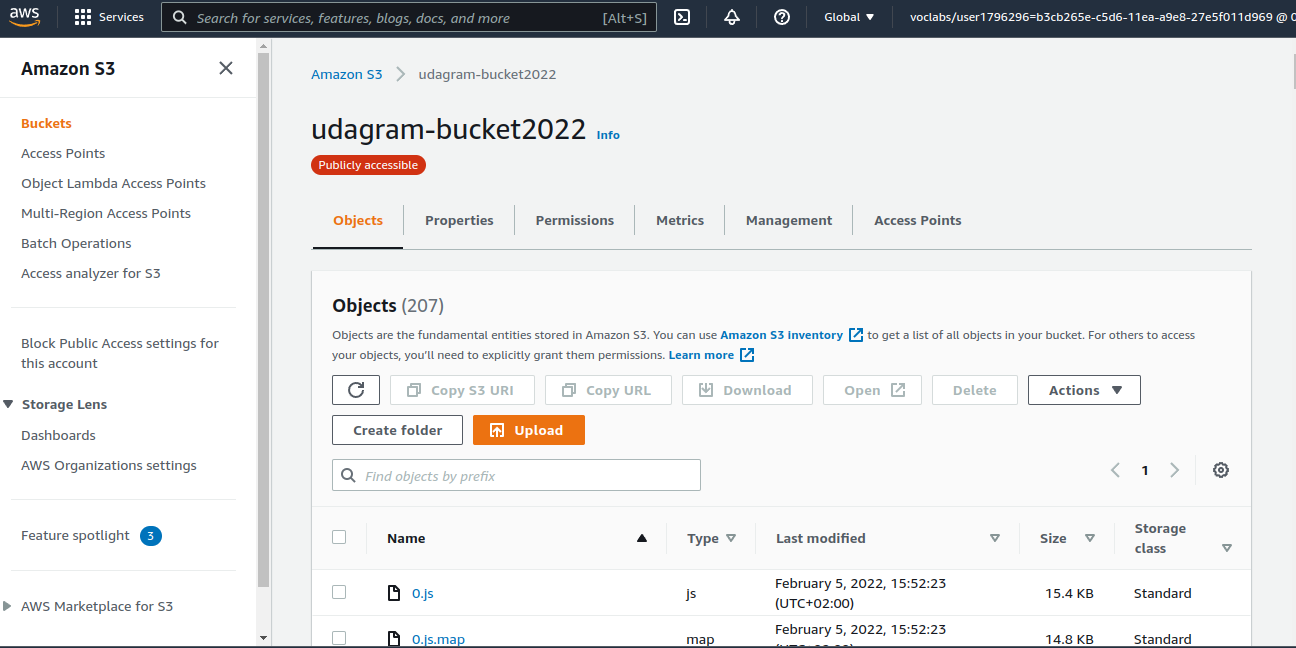 aws
Services
Search for services, features, blogs, docs, and more [Alt+S]
Global
voclabs/user1796296=b3cb265e-c5d6-11ea-a9e8-27e5f011d969 @ 0
Amazon S3
Buckets
Access Points
Object Lambda Access Points
Multi-Region Access Points
Batch Operations
Access analyzer for S3
Block Public Access settings for
this account
Storage Lens
Dashboards
AWS Organizations settings
Feature spotlight 3
AWS Marketplace for S3
Amazon S3 udagram-bucket2022
udagram-bucket2022 Info
Publicly accessible
Objects Properties Permissions Metrics Management Access Points
Objects (207)
Objects are the fundamental entities stored in Amazon S3. You can use Amazon S3 inventory to get a list of all objects in your bucket. For others to access
your objects, you'll need to explicitly grant them permissions. Learn more
Copy S3 URI Copy URL Download Open Delete Actions
Create folder Upload
Find objects by prefix
1
Name Type Last modified Size Storage
class
0.js js February 5, 2022, 15:52:23
(UTC+02:00) 15.4 KB Standard
0.js.map map February 5, 2022, 15:52:23
14.8 KB Standard